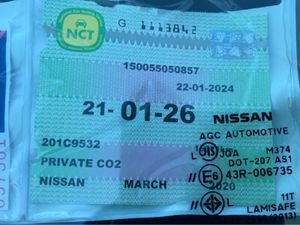 NCT
G 1113842
150055050857
22-01-2024
21-01-26
NISSAN
AGC AUTOMOTIVE
201C9532
M374
DOT-207 AS1
PRIVATE CO2
E6 43R-006735
NISSAN MARCH 2020
11T
LAMISAFE